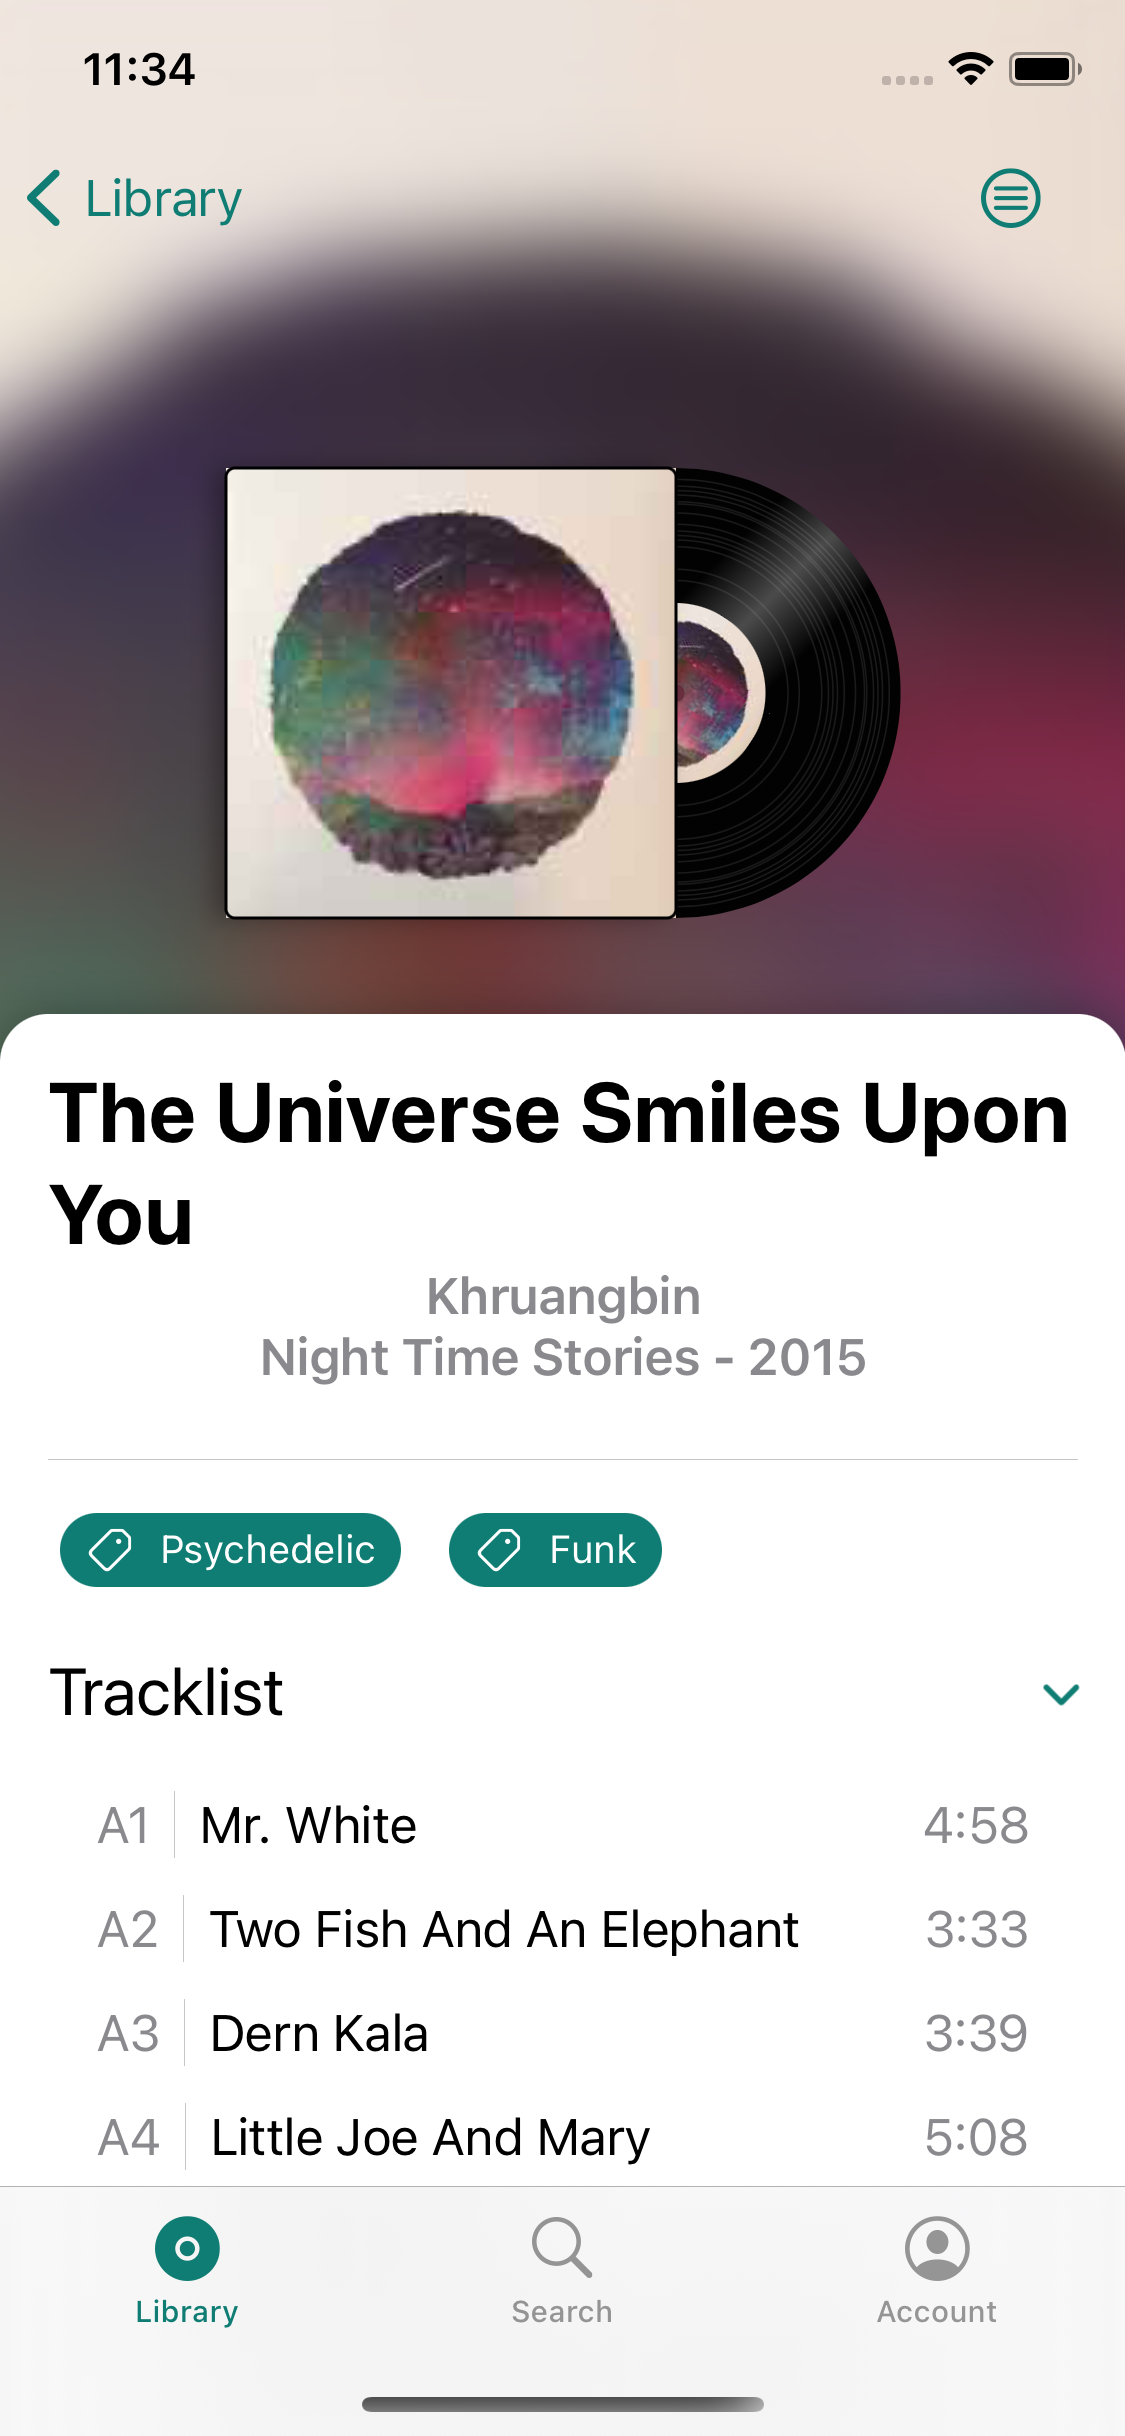 11:34
Library
The Universe Smiles Upon
You
Khruangbin
Night Time Stories - 2015
Psychedelic Funk
Tracklist
A1 Mr. White 4:58
A2 Two Fish And An Elephant 3:33
A3 Dern Kala 3:39
A4 Little Joe And Mary 5:08
Library Search Account